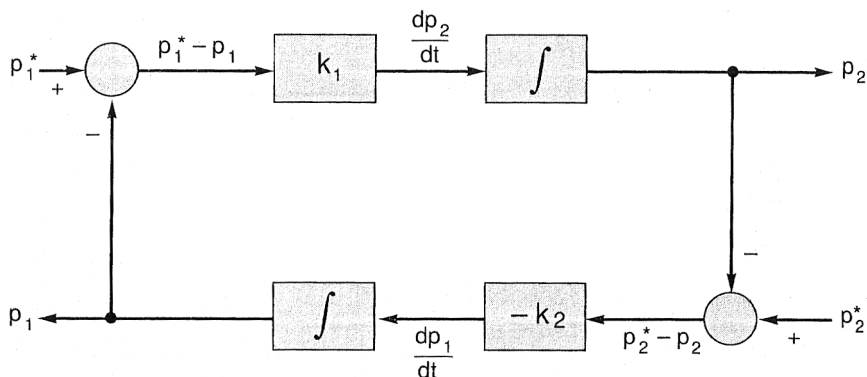 p₁* + p₁* − p₁ k₁ dp₂/dt ∫ p₂
−
−
p₁ ∫ dp₁/dt − k₂ p₂* − p₂ + p₂*